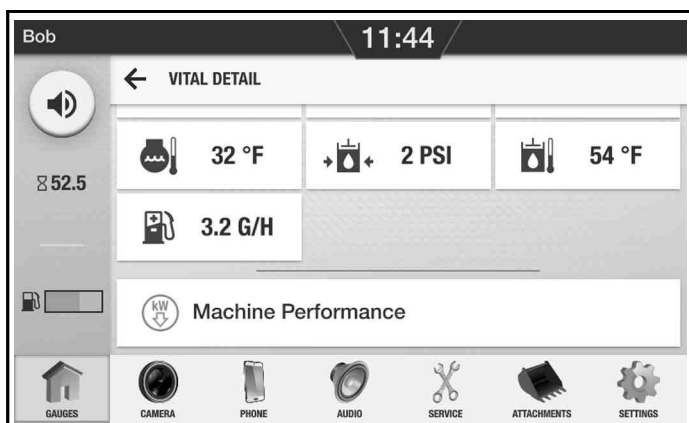 Bob
11:44
← VITAL DETAIL
52.5
32 °F
2 PSI
54 °F
3.2 G/H
kW
Machine Performance
GAUGES
CAMERA
PHONE
AUDIO
SERVICE
ATTACHMENTS
SETTINGS